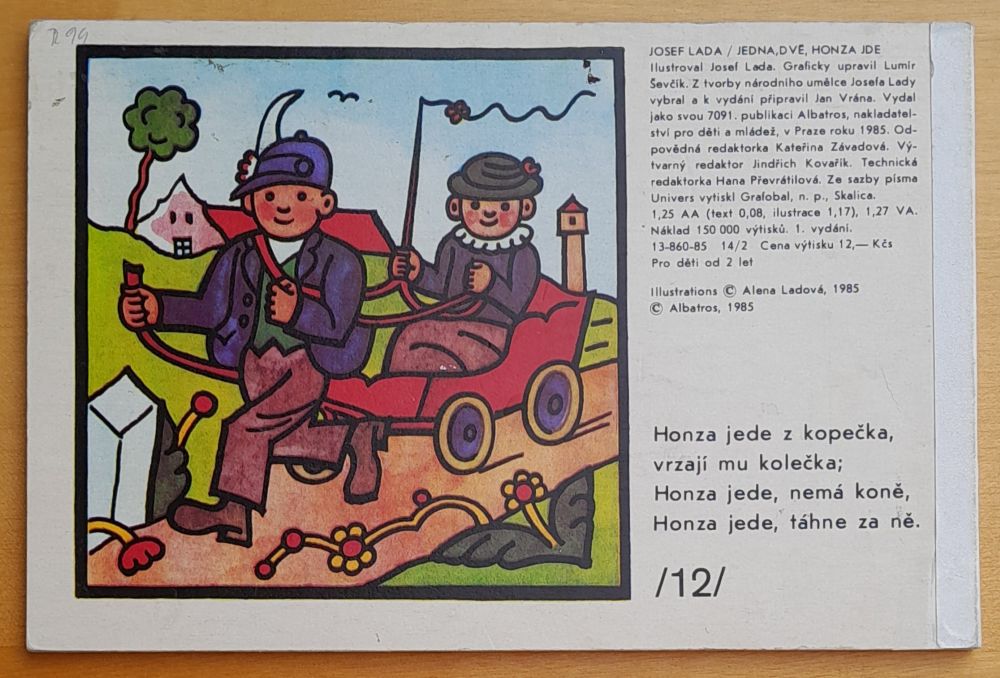 JOSEF LADA / JEDNA,DVĚ, HONZA JDE
Ilustroval Josef Lada. Graficky upravil Lumír
Ševčík. Z tvorby národního umělce Josefa Lady
vybral a k vydání připravil Jan Vrána. Vydal
jako svou 7091. publikaci Albatros, nakladatel-
ství pro děti a mládež, v Praze roku 1985. Od-
povědná redaktorka Kateřina Závadová. Vý-
tvarný redaktor Jindřich Kovařík. Technická
redaktorka Hana Převrátilová. Ze sazby písma
Univers vytiskl Grafobal, n. p., Skalica.
1,25 AA (text 0,08, ilustrace 1,17), 1,27 VA.
Náklad 150 000 výtisků. 1. vydání.
13-860-85 14/2 Cena výtisku 12,— Kčs
Pro děti od 2 let
Illustrations © Alena Ladová, 1985
© Albatros, 1985
Honza jede z kopečka,
vrzají mu kolečka;
Honza jede, nemá koně,
Honza jede, táhne za ně.
/12/